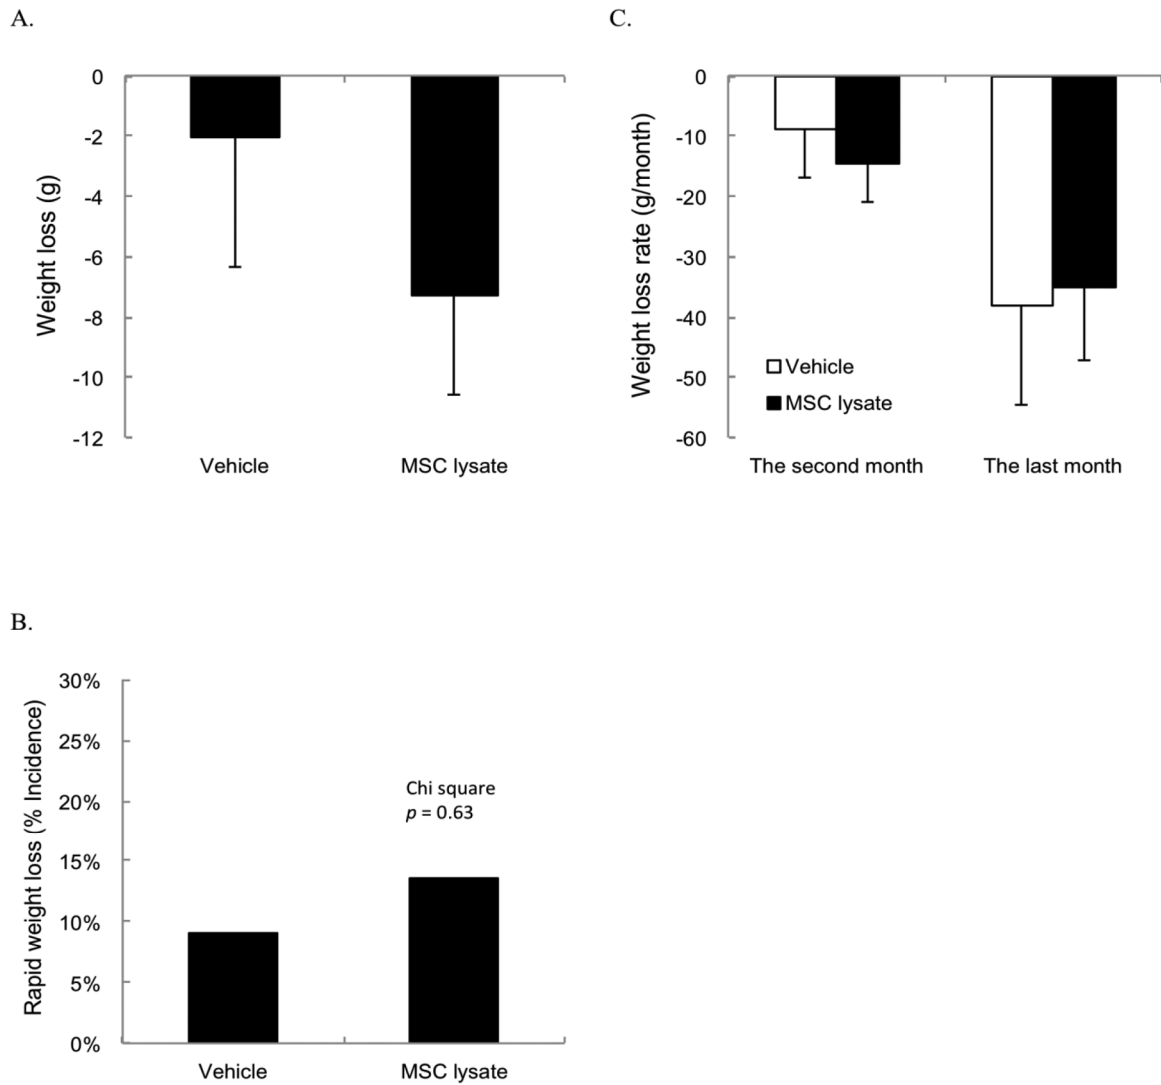 A.
0
-2
-4
-6
-8
-10
-12
Weight loss (g)
Vehicle
MSC lysate
C.
0
-10
-20
-30
-40
-50
-60
Weight loss rate (g/month)
Vehicle
MSC lysate
The second month
The last month
B.
30%
25%
20%
15%
10%
5%
0%
Rapid weight loss (% Incidence)
Chi square
p = 0.63
Vehicle
MSC lysate